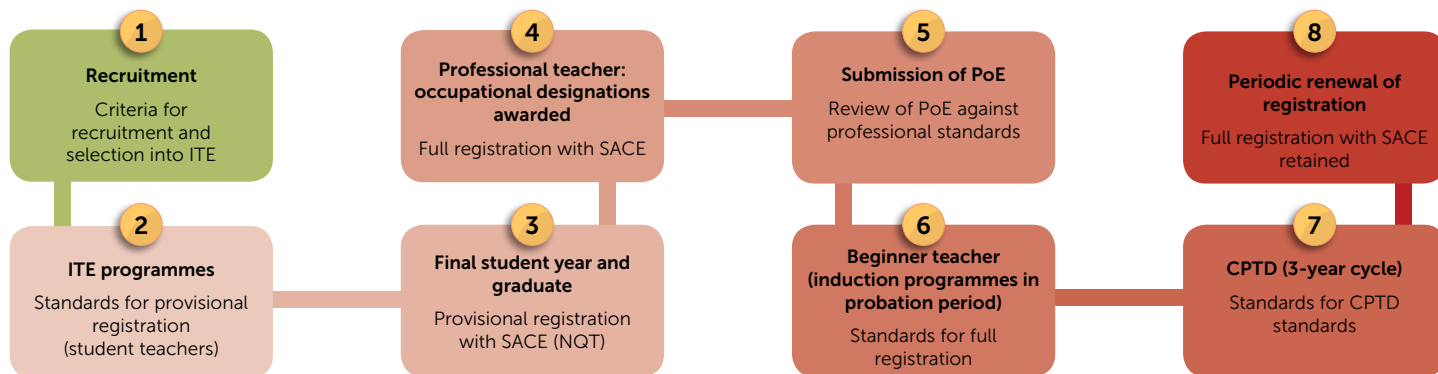 1
Recruitment
Criteria for
recruitment and
selection into ITE
2
ITE programmes
Standards for provisional
registration
(student teachers)
3
Final student year and
graduate
Provisional registration
with SACE (NQT)
4
Professional teacher:
occupational designations
awarded
Full registration with SACE
5
Submission of PoE
Review of PoE against
professional standards
6
Beginner teacher
(induction programmes in
probation period)
Standards for full
registration
7
CPTD (3-year cycle)
Standards for CPTD
standards
8
Periodic renewal of
registration
Full registration with SACE
retained